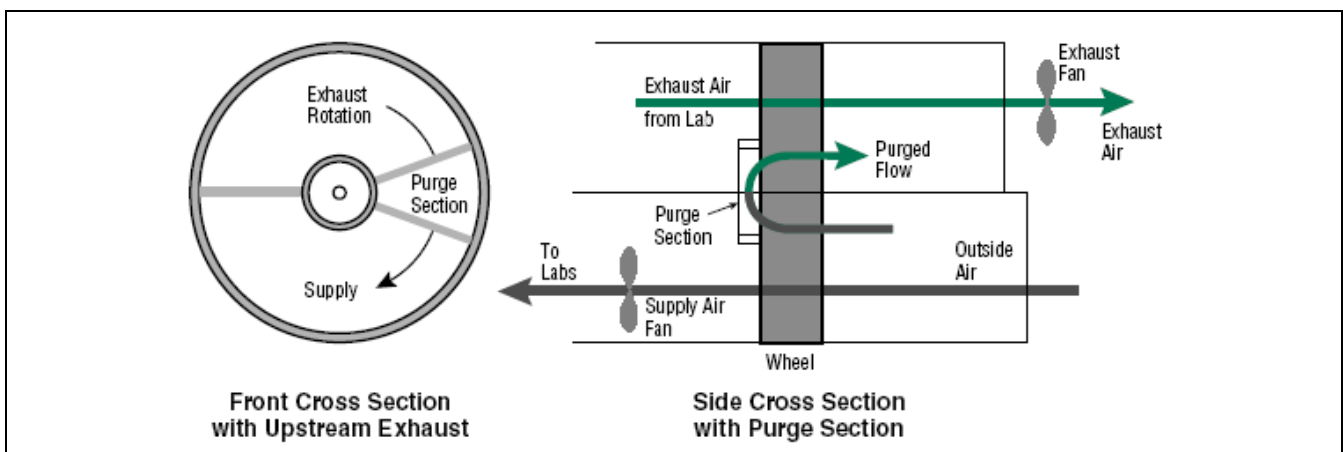 Exhaust
Rotation
Purge
Section
Supply
Front Cross Section
with Upstream Exhaust
Exhaust Air
from Lab
Exhaust
Fan
Exhaust
Air
Purged
Flow
Purge
Section
To
Labs
Outside
Air
Supply Air
Fan
Wheel
Side Cross Section
with Purge Section